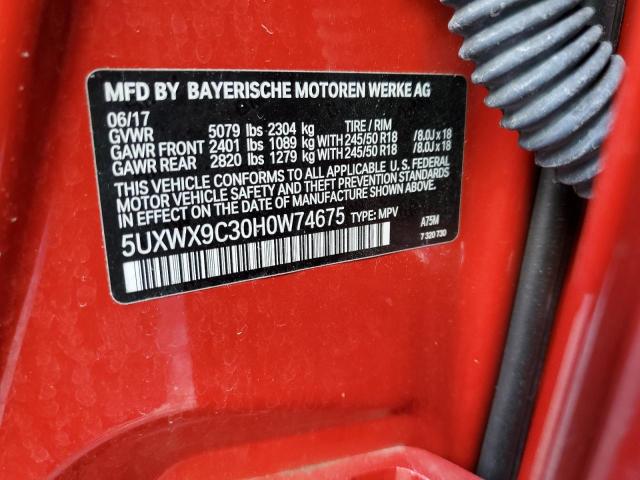 MFD BY BAYERISCHE MOTOREN WERKE AG
06/17
GVWR 5079 lbs 2304 kg TIRE / RIM
GAWR FRONT 2401 lbs 1089 kg WITH 245/50 R18 /8.0J x 18
GAWR REAR 2820 lbs 1279 kg WITH 245/50 R18 /8.0J x 18
THIS VEHICLE CONFORMS TO ALL APPLICABLE U.S. FEDERAL
MOTOR VEHICLE SAFETY AND THEFT PREVENTION STANDARDS
IN EFFECT ON THE DATE OF MANUFACTURE SHOWN ABOVE.
5UXWX9C30H0W74675 TYPE: MPV A75M
7 320 730